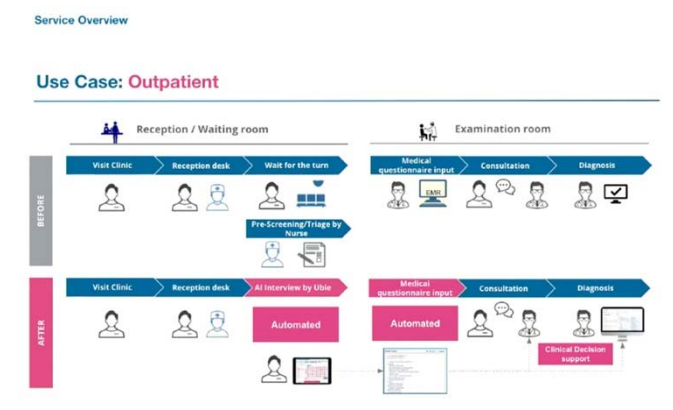 Service Overview
Use Case: Outpatient
Reception / Waiting room
Examination room
BEFORE
Visit Clinic
Reception desk
Wait for the turn
Medical
questionnaire input
Consultation
Diagnosis
EMR
Pre-Screening/Triage by
Nurse
AFTER
Visit Clinic
Reception desk
AI Interview by Ubie
Medical
questionnaire input
Consultation
Diagnosis
Automated
Automated
Clinical Decision
support